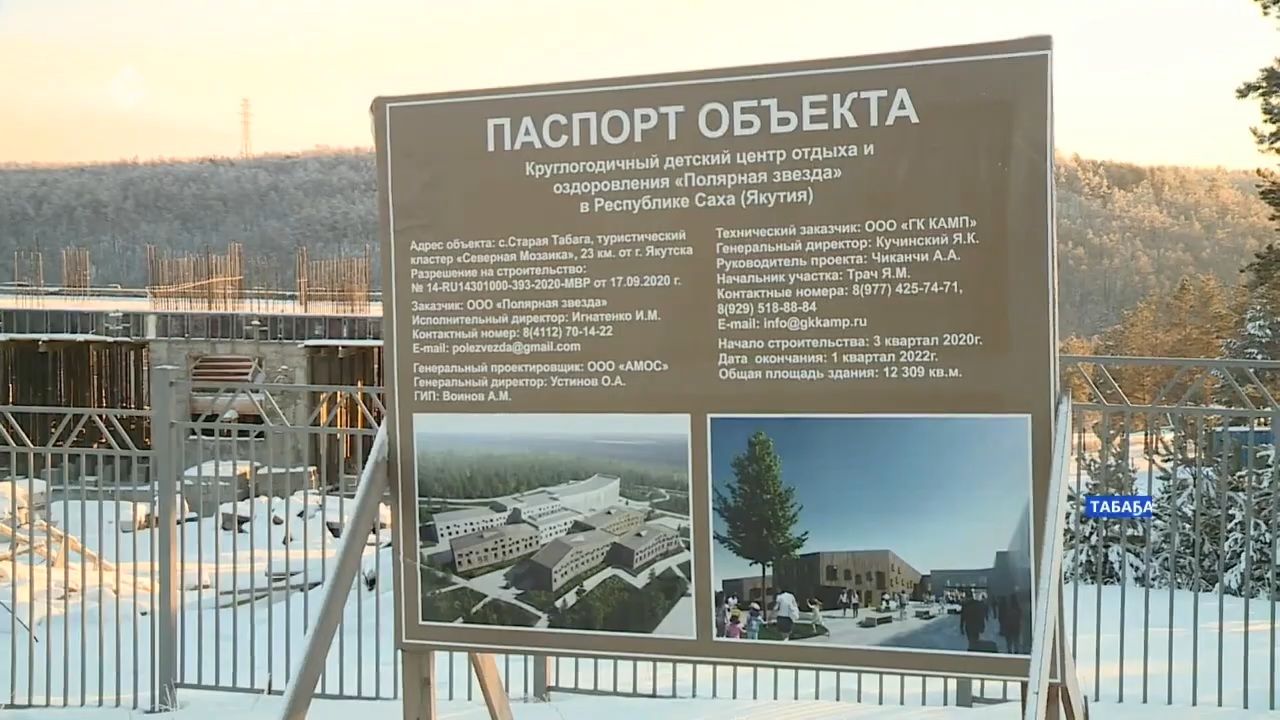 ПАСПОРТ ОБЪЕКТА
Круглогодичный детский центр отдыха и
оздоровления «Полярная звезда»
в Республике Саха (Якутия)
Адрес объекта: с.Старая Табага, туристический
кластер «Северная Мозаика», 23 км. от г. Якутска
Разрешение на строительство:
№ 14-RU14301000-393-2020-МВР от 17.09.2020 г.
Заказчик: ООО «Полярная звезда»
Исполнительный директор: Игнатенко И.М.
Контактный номер: 8(4112) 70-14-22
E-mail: polezvezda@gmail.com
Генеральный проектировщик: ООО «АМОС»
Генеральный директор: Устинов О.А.
ГИП: Воинов А.М.
Технический заказчик: ООО «ГК КАМП»
Генеральный директор: Кучинский Я.К.
Руководитель проекта: Чиканчи А.А.
Начальник участка: Трач Я.М.
Контактные номера: 8(977) 425-74-71,
8(929) 518-88-84
E-mail: info@gkkamp.ru
Начало строительства: 3 квартал 2020г.
Дата окончания: 1 квартал 2022г.
Общая площадь здания: 12 309 кв.м.
ТАБАҔА